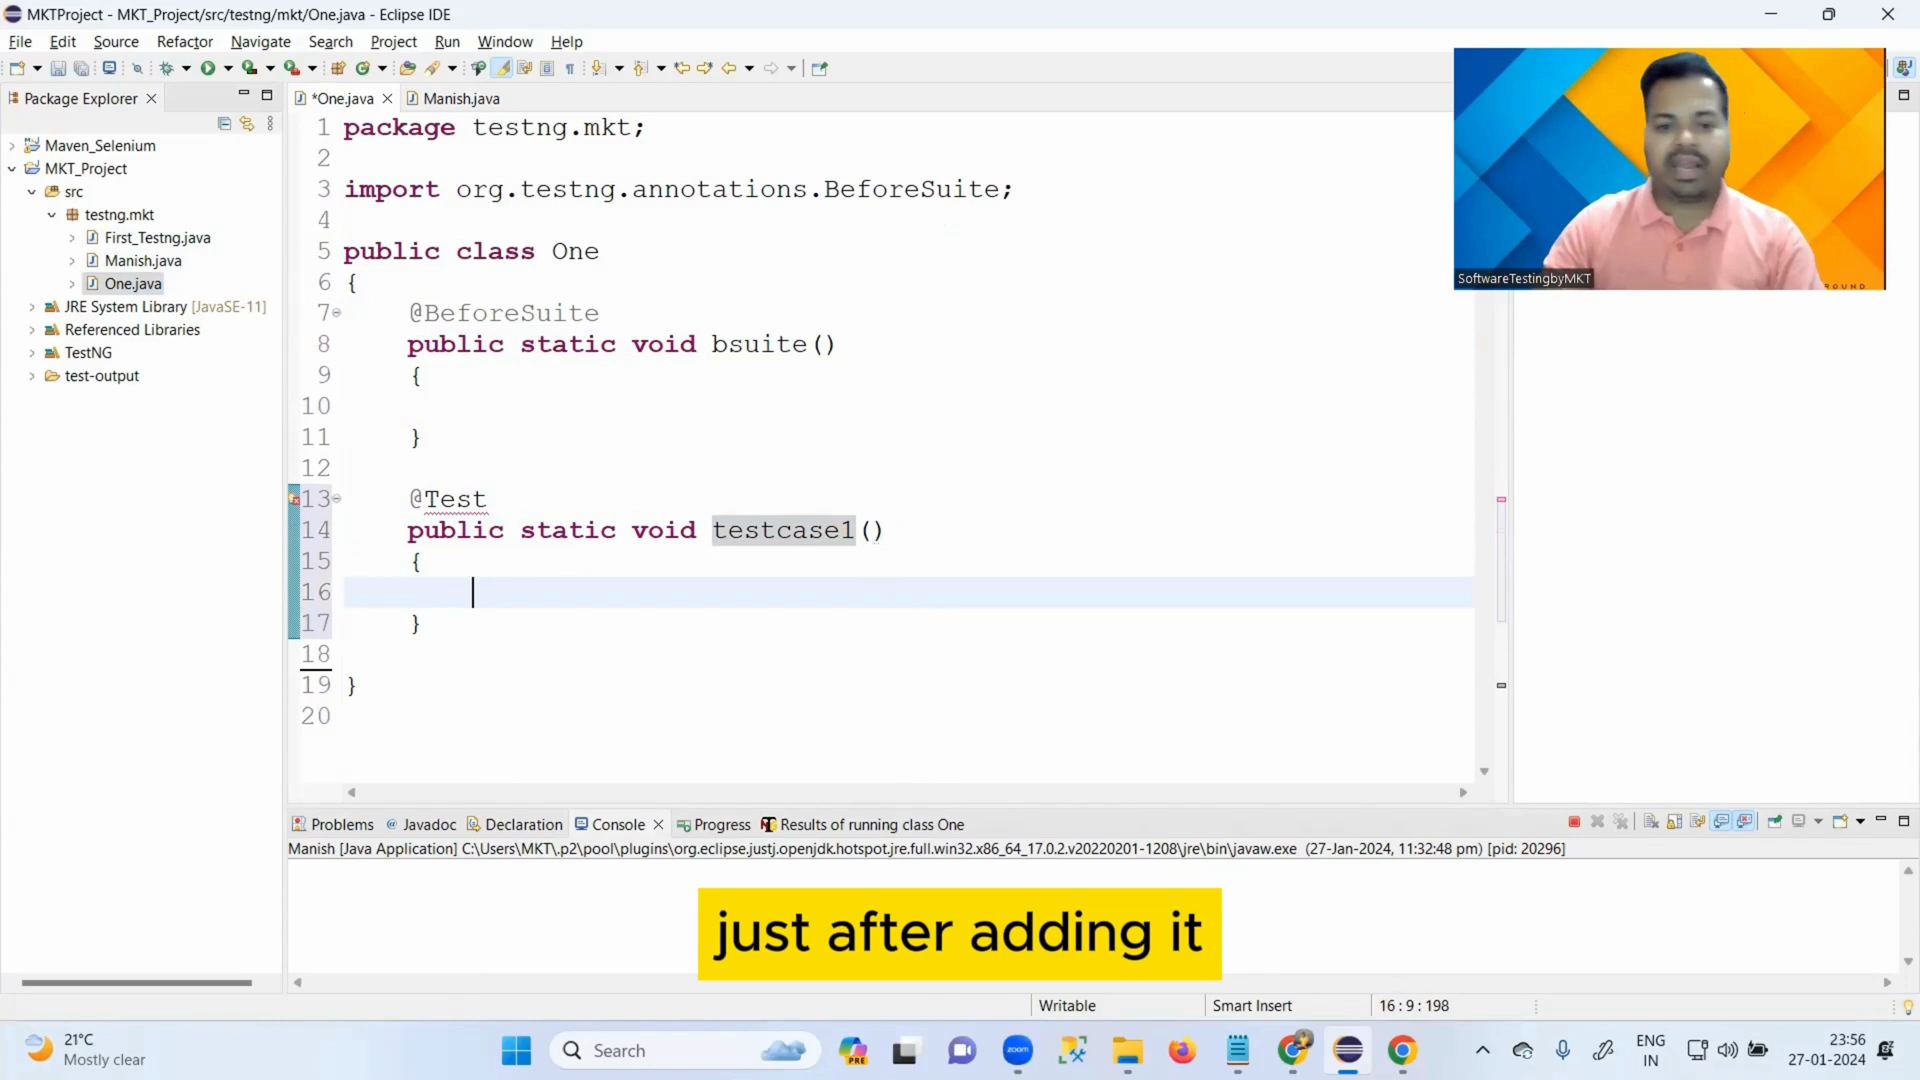 MKTProject - MKT_Project/src/testng/mkt/One.java - Eclipse IDE
File Edit Source Refactor Navigate Search Project Run Window Help
Package Explorer
*One.java
Manish.java
Maven_Selenium
MKT_Project
src
testng.mkt
First_Testng.java
Manish.java
One.java
JRE System Library [JavaSE-11]
Referenced Libraries
TestNG
test-output
1 package testng.mkt;
2
3 import org.testng.annotations.BeforeSuite;
4
5 public class One
6 {
7 @BeforeSuite
8 public static void bsuite()
9 {
10
11 }
12
13 @Test
14 public static void testcase1()
15 {
16
17 }
18
19 }
20
SoftwareTestingbyMKT
Problems @ Javadoc Declaration Console Progress Results of running class One
Manish [Java Application] C:\Users\MKT\.p2\pool\plugins\org.eclipse.justj.openjdk.hotspot.jre.full.win32.x86_64_17.0.2.v20220201-1208\jre\bin\javaw.exe (27-Jan-2024, 11:32:48 pm) [pid: 20296]
just after adding it
Writable
Smart Insert
16 : 9 : 198
21°C
Mostly clear
Search
PRE
zoom
ENG
IN
23:56
27-01-2024